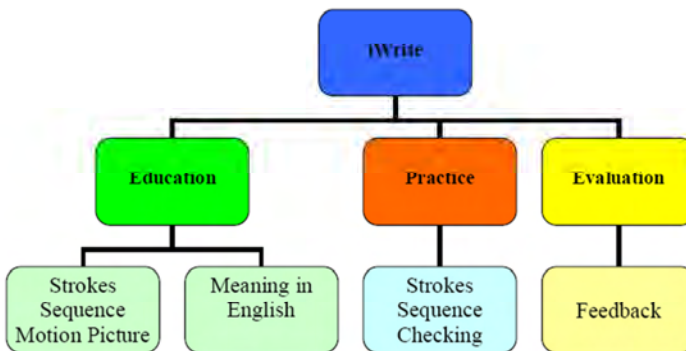 iWrite
Education
Practice
Evaluation
Strokes
Sequence
Motion Picture
Meaning in
English
Strokes
Sequence
Checking
Feedback